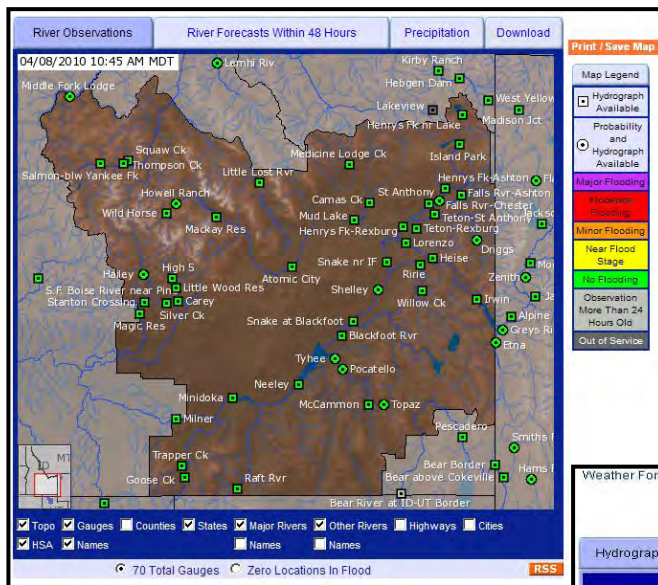 River Observations
River Forecasts Within 48 Hours
Precipitation
Download
Print / Save Map
04/08/2010 10:45 AM MDT
Lemhi Riv
Kirby Ranch
Hebgen Dam
Middle Fork Lodge
Lakeview
West Yellow
Madison Jct
Henrys Fk nr Lake
Squaw Ck
Thompson Ck
Salmon-blw Yankee Fk
Little Lost Rvr
Medicine Lodge Ck
Island Park
Howell Ranch
Henrys Fk-Ashton
Camas Ck
St Anthony
Falls Rvr-Ashton
Falls Rvr-Chester
Wild Horse
Mackay Res
Mud Lake
Teton-St Anthony
Henrys Fk-Rexburg
Teton-Rexburg
Lorenzo
Driggs
Hailey
High 5
Atomic City
Snake nr IF
Heise
Ririe
Zenith
S.F. Boise River near Pin
Little Wood Res
Shelley
Stanton Crossing
Carey
Willow Ck
Irwin
Silver Ck
Alpine
Magic Res
Snake at Blackfoot
Greys Ri
Blackfoot Rvr
Etna
Tyhee
Pocatello
Neeley
Minidoka
McCammon
Topaz
Milner
Pescadero
Smiths F
Trapper Ck
Bear Border
Goose Ck
Bear above Cokeville
Hams F
Raft Rvr
Bear River at ID-UT Border
ID
MT
Map Legend
Hydrograph
Available
Probability
and
Hydrograph
Available
Major Flooding
Moderate
Flooding
Minor Flooding
Near Flood
Stage
No Flooding
Observation
More Than 24
Hours Old
Out of Service
Topo Gauges Counties States Major Rivers Other Rivers Highways Cities
HSA Names Names Names
70 Total Gauges Zero Locations In Flood
RSS
Weather For
Hydrograp